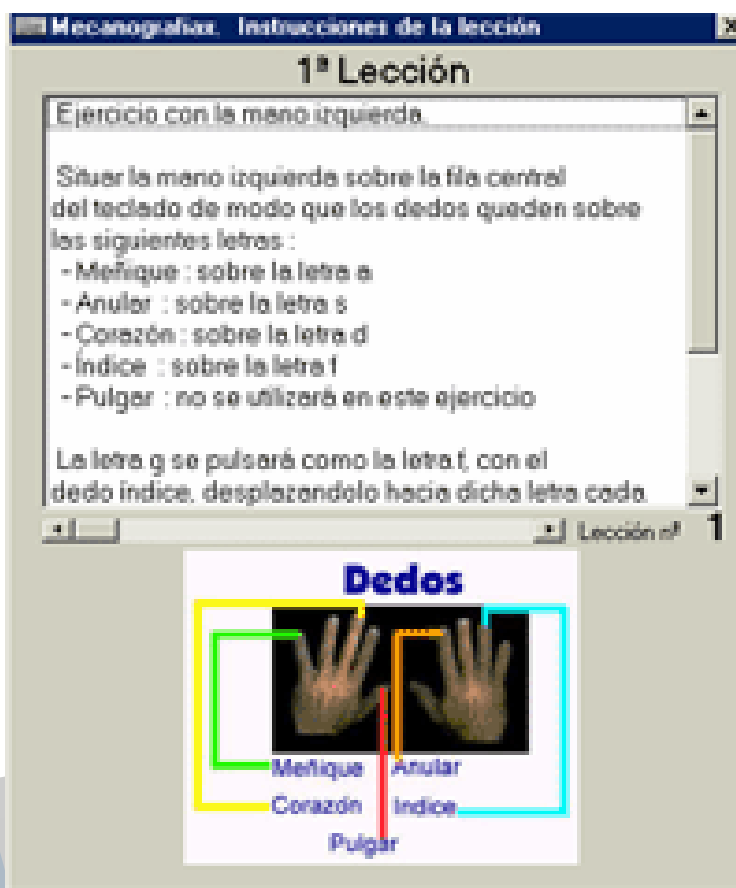 Mecanografiax. Instrucciones de la lección
1ª Lección
Ejercicio con la mano izquierda.
Situar la mano izquierda sobre la fila central
del teclado de modo que los dedos queden sobre
las siguientes letras :
- Meñique : sobre la letra a
- Anular : sobre la letra s
- Corazón : sobre la letra d
- Índice : sobre la letra f
- Pulgar : no se utilizará en este ejercicio
La letra g se pulsará como la letra f, con el
dedo índice, desplazandolo hacia dicha letra cada
Lección nº 1
Dedos
Meñique Anular
Corazón Indice
Pulgar